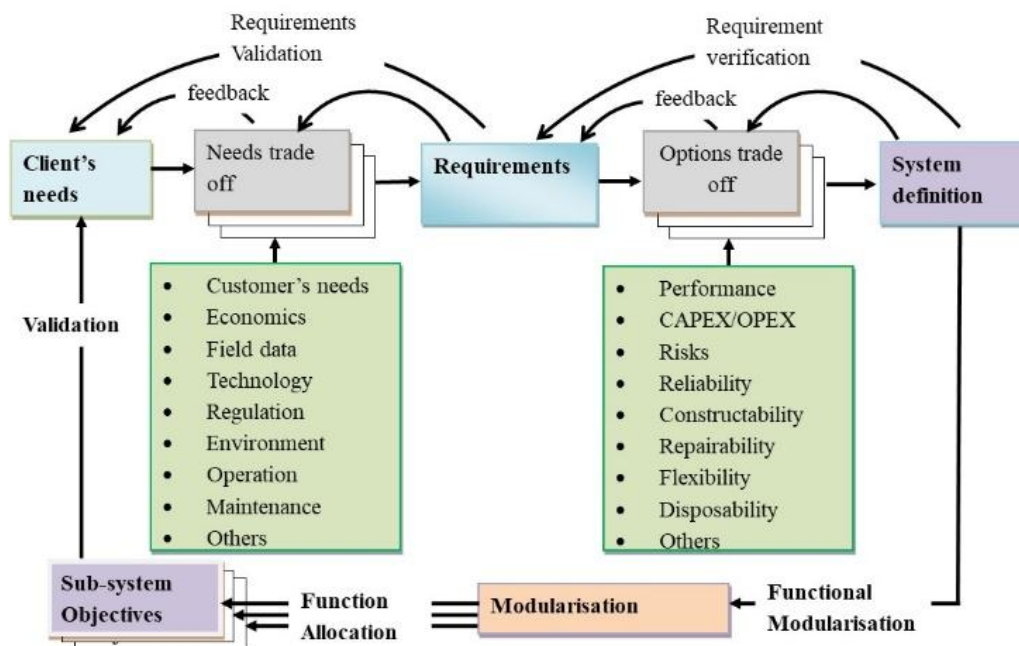 Requirements
Validation
Requirement
verification
feedback
feedback
Client's
needs
Needs trade
off
Requirements
Options trade
off
System
definition
• Customer's needs
• Economics
• Field data
• Technology
• Regulation
• Environment
• Operation
• Maintenance
• Others
• Performance
• CAPEX/OPEX
• Risks
• Reliability
• Constructability
• Repairability
• Flexibility
• Disposability
• Others
Validation
Sub-system
Objectives
Function
Allocation
Modularisation
Functional
Modularisation